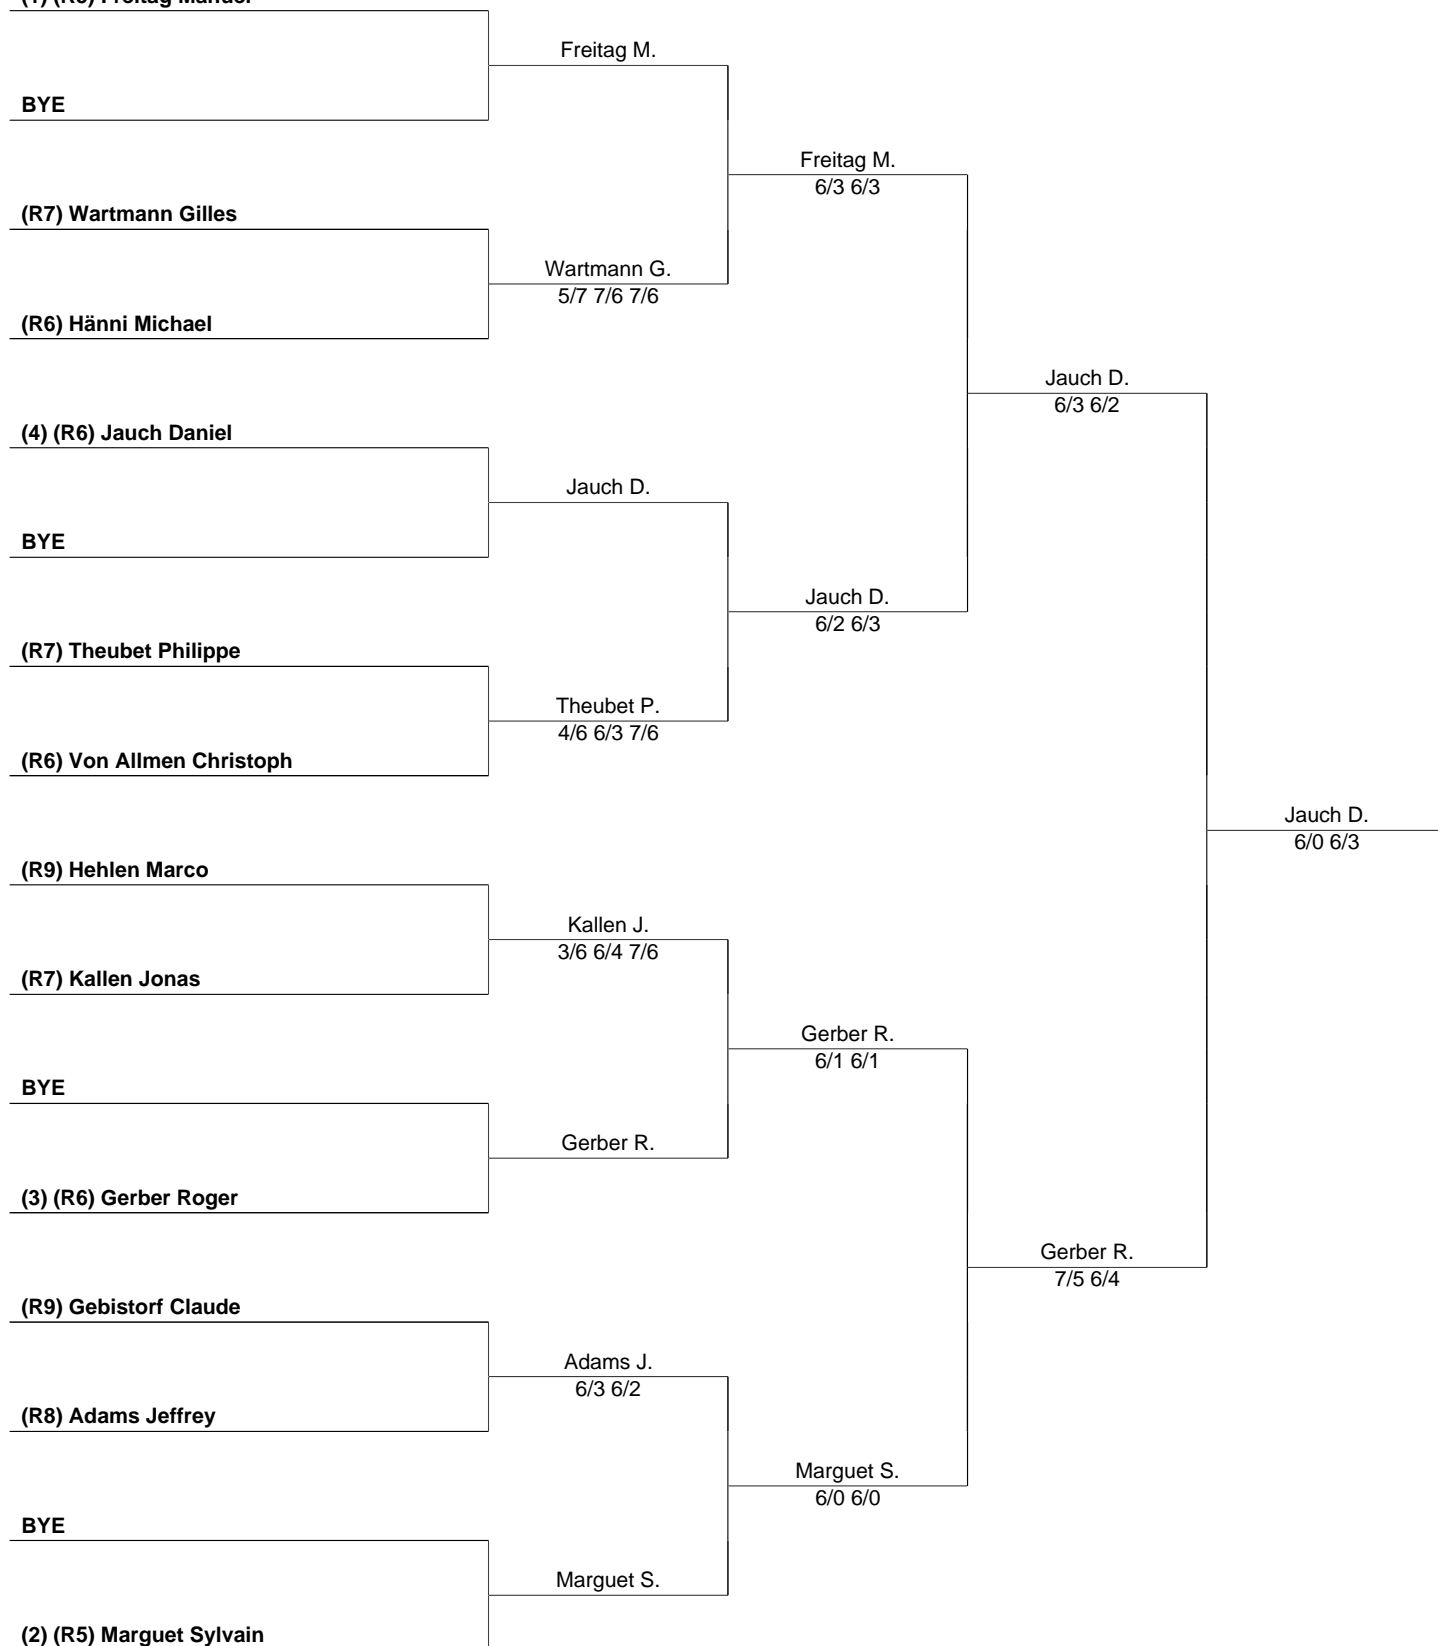 Freitag Manuel
Freitag M.
BYE
Freitag M.
6/3 6/3
(R7) Wartmann Gilles
Wartmann G.
5/7 7/6 7/6
(R6) Hänni Michael
Jauch D.
6/3 6/2
(4) (R6) Jauch Daniel
Jauch D.
BYE
Jauch D.
6/2 6/3
(R7) Theubet Philippe
Theubet P.
4/6 6/3 7/6
(R6) Von Allmen Christoph
Jauch D.
6/0 6/3
(R9) Hehlen Marco
Kallen J.
3/6 6/4 7/6
(R7) Kallen Jonas
Gerber R.
6/1 6/1
BYE
Gerber R.
(3) (R6) Gerber Roger
Gerber R.
7/5 6/4
(R9) Gebistorf Claude
Adams J.
6/3 6/2
(R8) Adams Jeffrey
Marguet S.
6/0 6/0
BYE
Marguet S.
(2) (R5) Marguet Sylvain